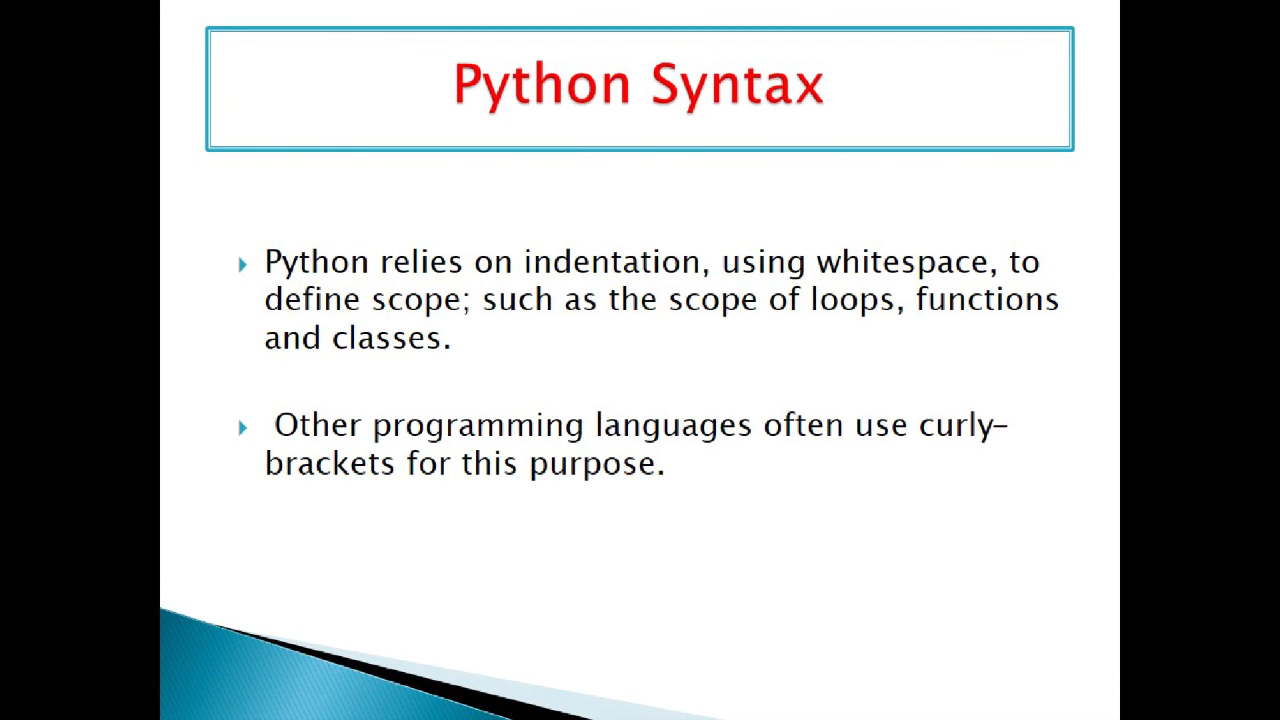 Python Syntax
Python relies on indentation, using whitespace, to
define scope; such as the scope of loops, functions
and classes.
Other programming languages often use curly-
brackets for this purpose.